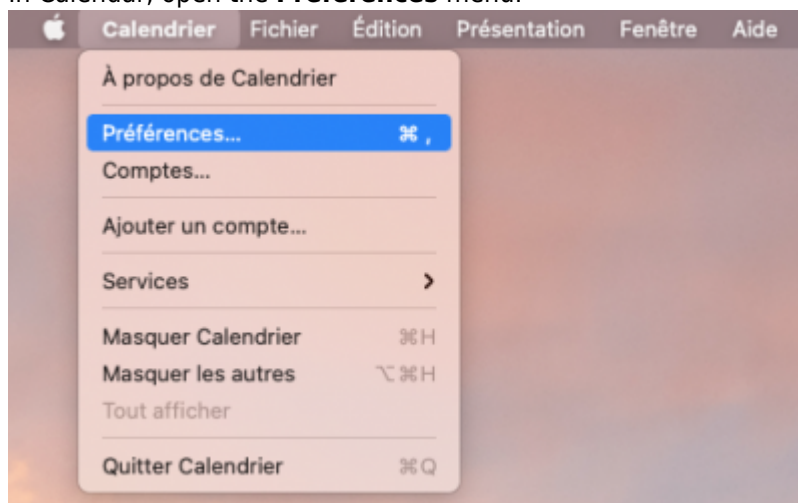 in Calendar, open the Preferences menu:
Calendrier Fichier Édition Présentation Fenêtre Aide
À propos de Calendrier
Préférences... ⌘ ,
Comptes...
Ajouter un compte...
Services >
Masquer Calendrier ⌘H
Masquer les autres ⌥⌘H
Tout afficher
Quitter Calendrier ⌘Q